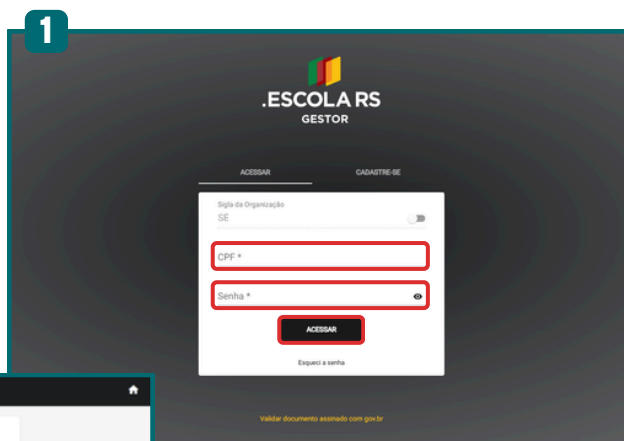 1
.ESCOLA RS
GESTOR
ACESSAR
CADASTRE-SE
Sigla da Organização
SE
CPF *
Senha *
ACESSAR
Esqueci a senha
Validar documento assinado com gov.br